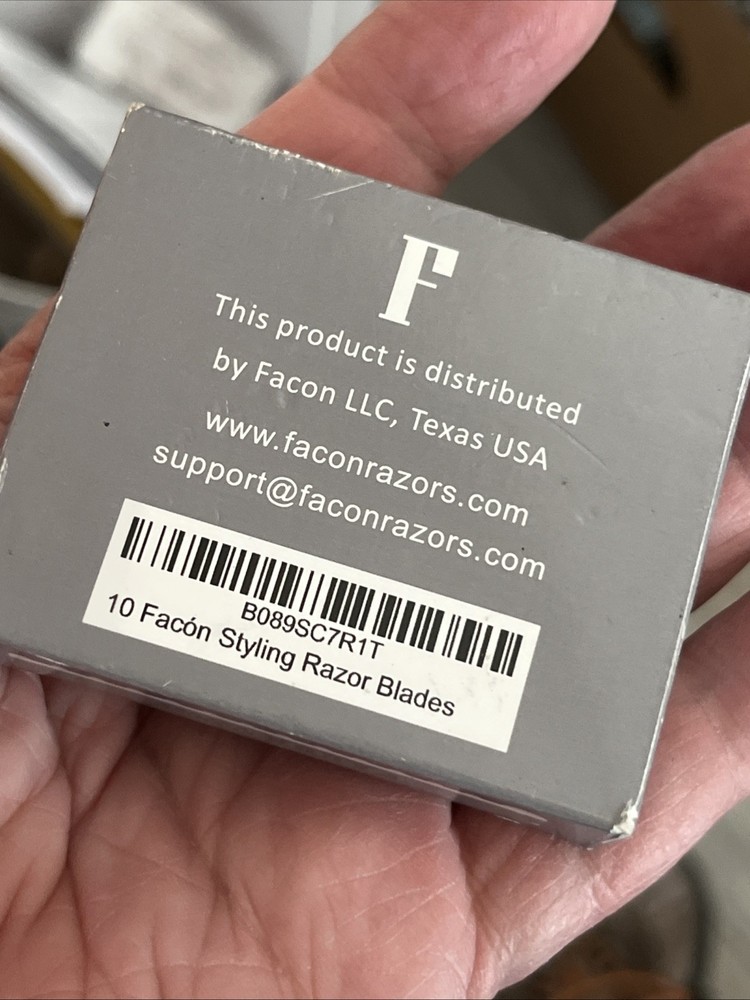 F
This product is distributed
by Facon LLC, Texas USA
www.faconrazors.com
support@faconrazors.com
B089SC7R1T
10 Facón Styling Razor Blades